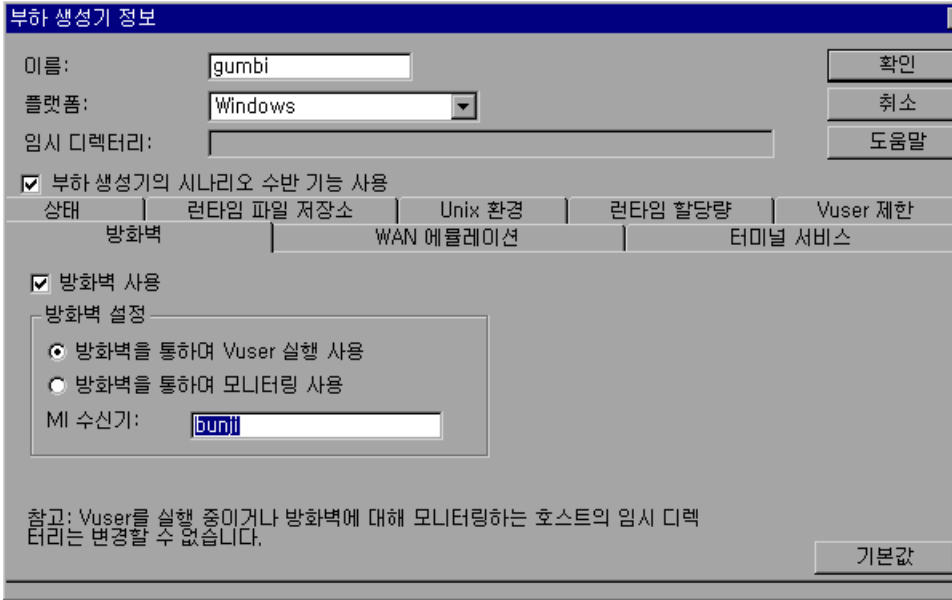 부하 생성기 정보
이름: gumbi 확인
플랫폼: Windows 취소
임시 디렉터리: 도움말
부하 생성기의 시나리오 수반 기능 사용
상태 런타임 파일 저장소 Unix 환경 런타임 할당량 Vuser 제한
방화벽 WAN 에뮬레이션 터미널 서비스
방화벽 사용
방화벽 설정
방화벽을 통하여 Vuser 실행 사용
방화벽을 통하여 모니터링 사용
MI 수신기: bunji
참고: Vuser를 실행 중이거나 방화벽에 대해 모니터링하는 호스트의 임시 디렉
터리는 변경할 수 없습니다.
기본값